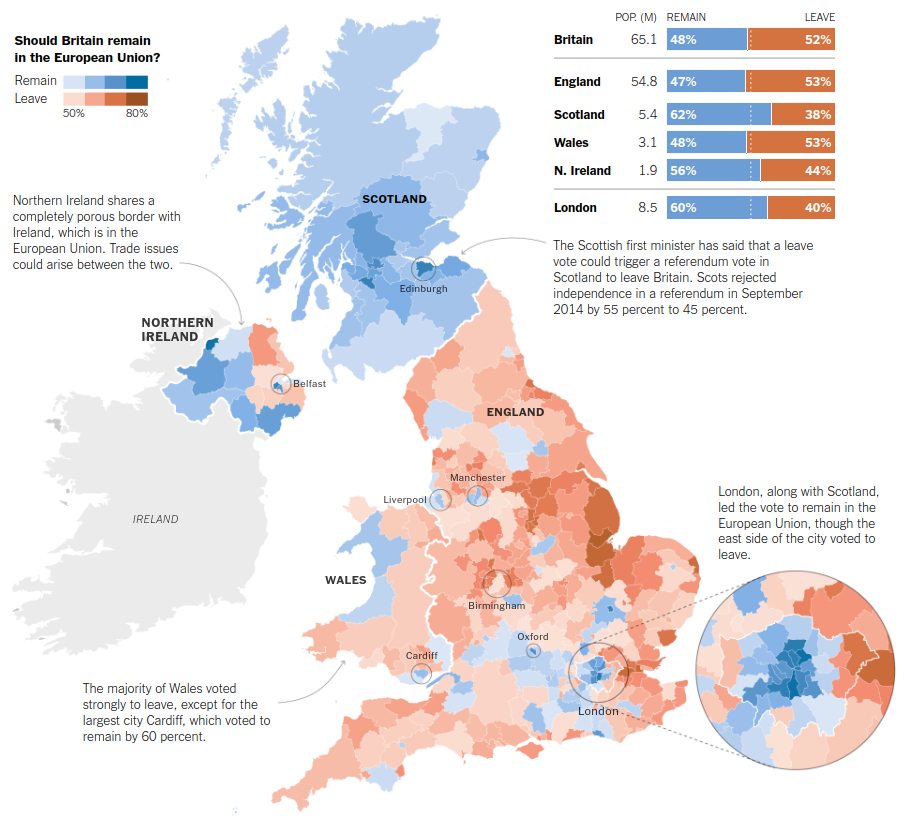 Should Britain remain
in the European Union?
Remain
Leave
50% 80%
POP. (M) REMAIN LEAVE
Britain 65.1 48% 52%
England 54.8 47% 53%
Scotland 5.4 62% 38%
Wales 3.1 48% 53%
N. Ireland 1.9 56% 44%
London 8.5 60% 40%
Northern Ireland shares a
completely porous border with
Ireland, which is in the
European Union. Trade issues
could arise between the two.
SCOTLAND
Edinburgh
The Scottish first minister has said that a leave
vote could trigger a referendum vote in
Scotland to leave Britain. Scots rejected
independence in a referendum in September
2014 by 55 percent to 45 percent.
NORTHERN
IRELAND
Belfast
ENGLAND
Manchester
Liverpool
IRELAND
London, along with Scotland,
led the vote to remain in the
European Union, though the
east side of the city voted to
leave.
WALES
Birmingham
Oxford
Cardiff
London
The majority of Wales voted
strongly to leave, except for the
largest city Cardiff, which voted to
remain by 60 percent.